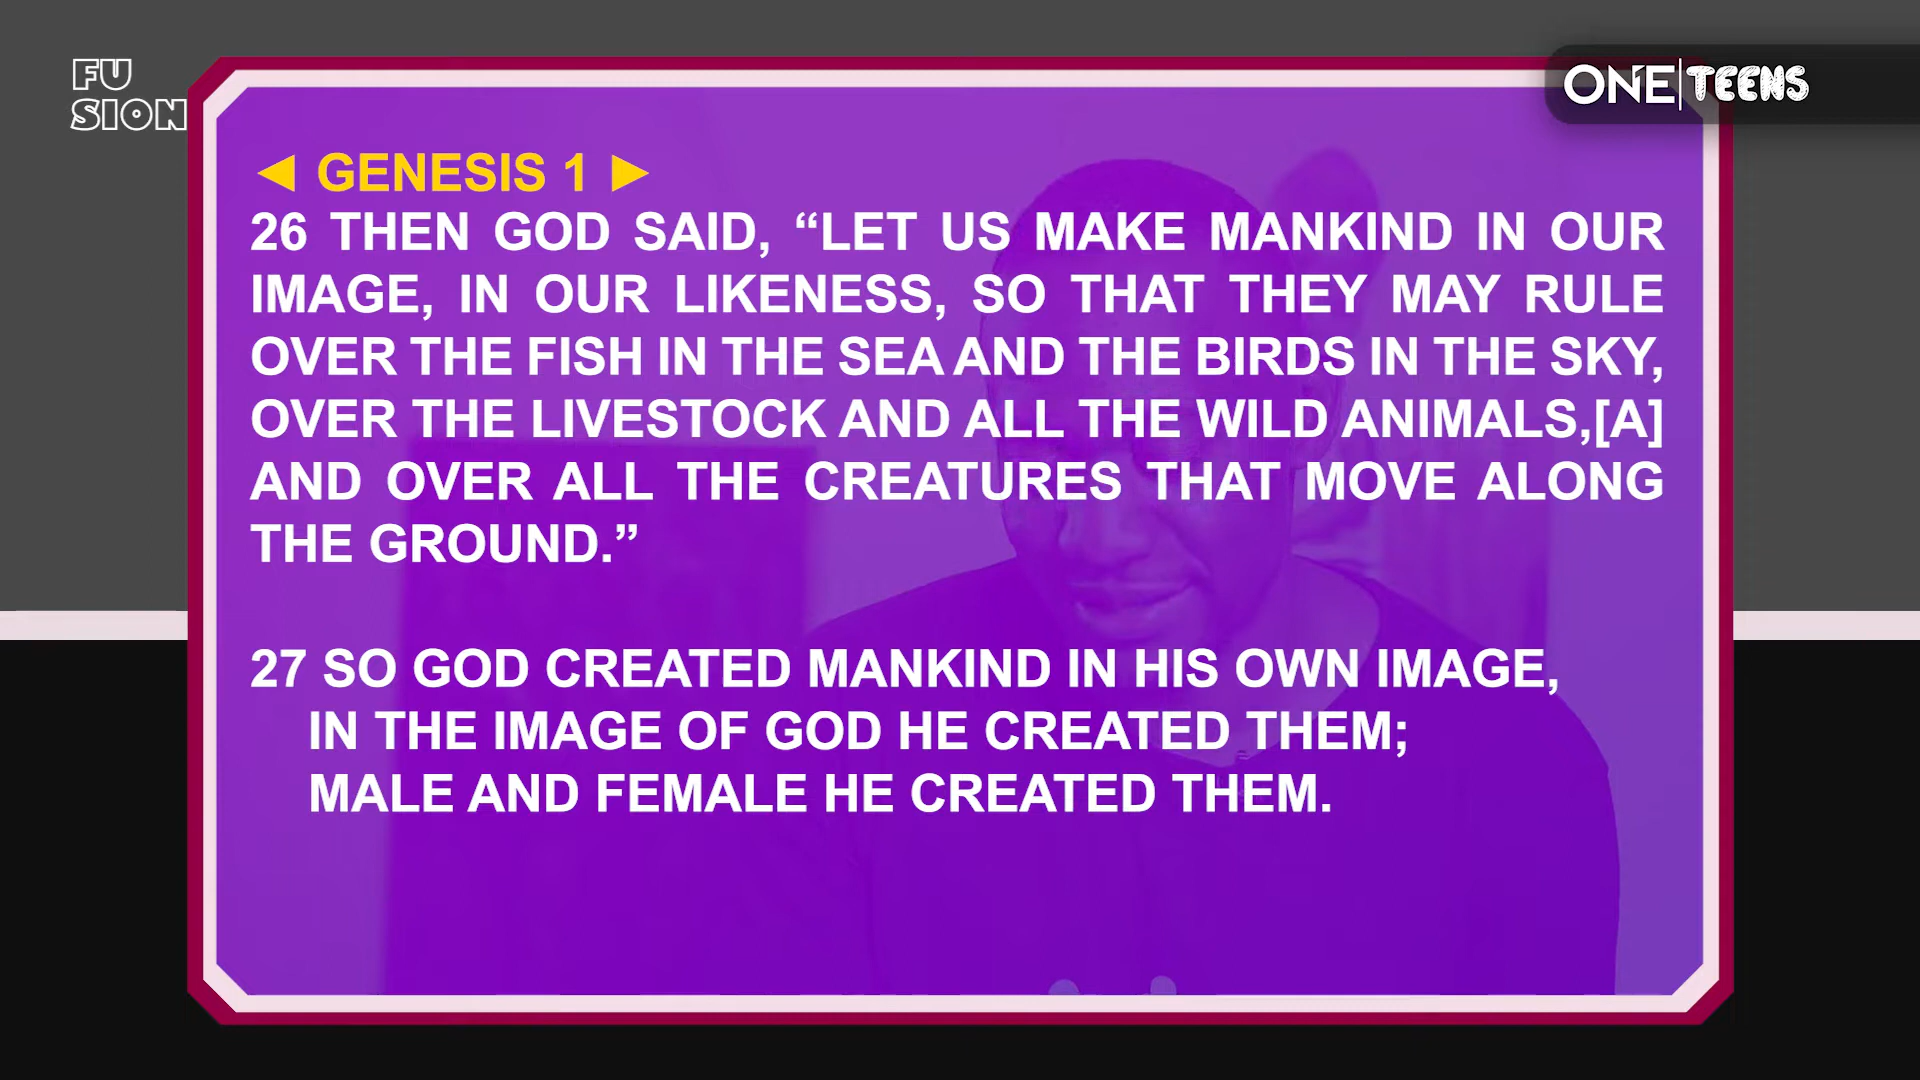 FU
SION
ONE|TEENS
◄ GENESIS 1 ►
26 THEN GOD SAID, “LET US MAKE MANKIND IN OUR
IMAGE, IN OUR LIKENESS, SO THAT THEY MAY RULE
OVER THE FISH IN THE SEA AND THE BIRDS IN THE SKY,
OVER THE LIVESTOCK AND ALL THE WILD ANIMALS,[A]
AND OVER ALL THE CREATURES THAT MOVE ALONG
THE GROUND.”
27 SO GOD CREATED MANKIND IN HIS OWN IMAGE,
IN THE IMAGE OF GOD HE CREATED THEM;
MALE AND FEMALE HE CREATED THEM.